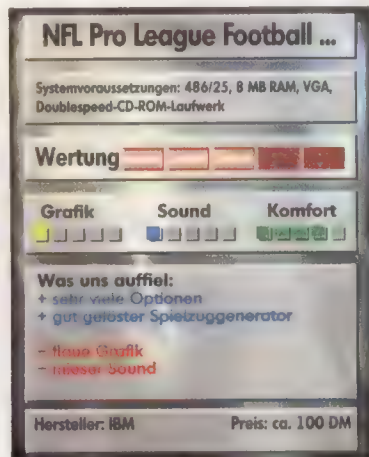 NFL Pro League Football ...
Systemvoraussetzungen: 486/25, 8 MB RAM, VGA,
Doublespeed-CD-ROM-Laufwerk
Wertung
Grafik Sound Komfort
Was uns auffiel:
+ sehr viele Optionen
+ gut gelöster Spielzuggenerator
- flaue Grafik
- mieser Sound
Hersteller: IBM Preis: ca. 100 DM